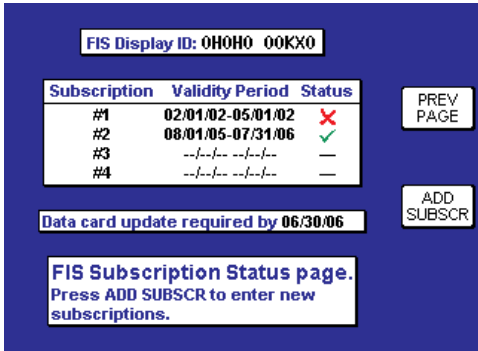 FIS Display ID: 0H0H0 00KX0
Subscription Validity Period Status
#1 02/01/02-05/01/02 ✗
#2 08/01/05-07/31/06 ✓
#3 --/--/-- --/--/-- —
#4 --/--/-- --/--/-- —
PREV
PAGE
ADD
SUBSCR
Data card update required by 06/30/06
FIS Subscription Status page.
Press ADD SUBSCR to enter new
subscriptions.